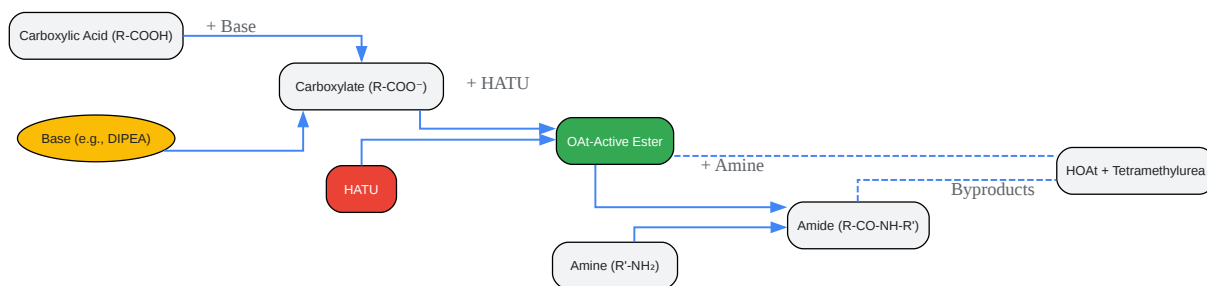 Carboxylic Acid (R-COOH)
+ Base
Carboxylate (R-COO⁻)
+ HATU
Base (e.g., DIPEA)
OAt-Active Ester
+ Amine
HOAt + Tetramethylurea
HATU
Byproducts
Amide (R-CO-NH-R')
Amine (R'-NH₂)